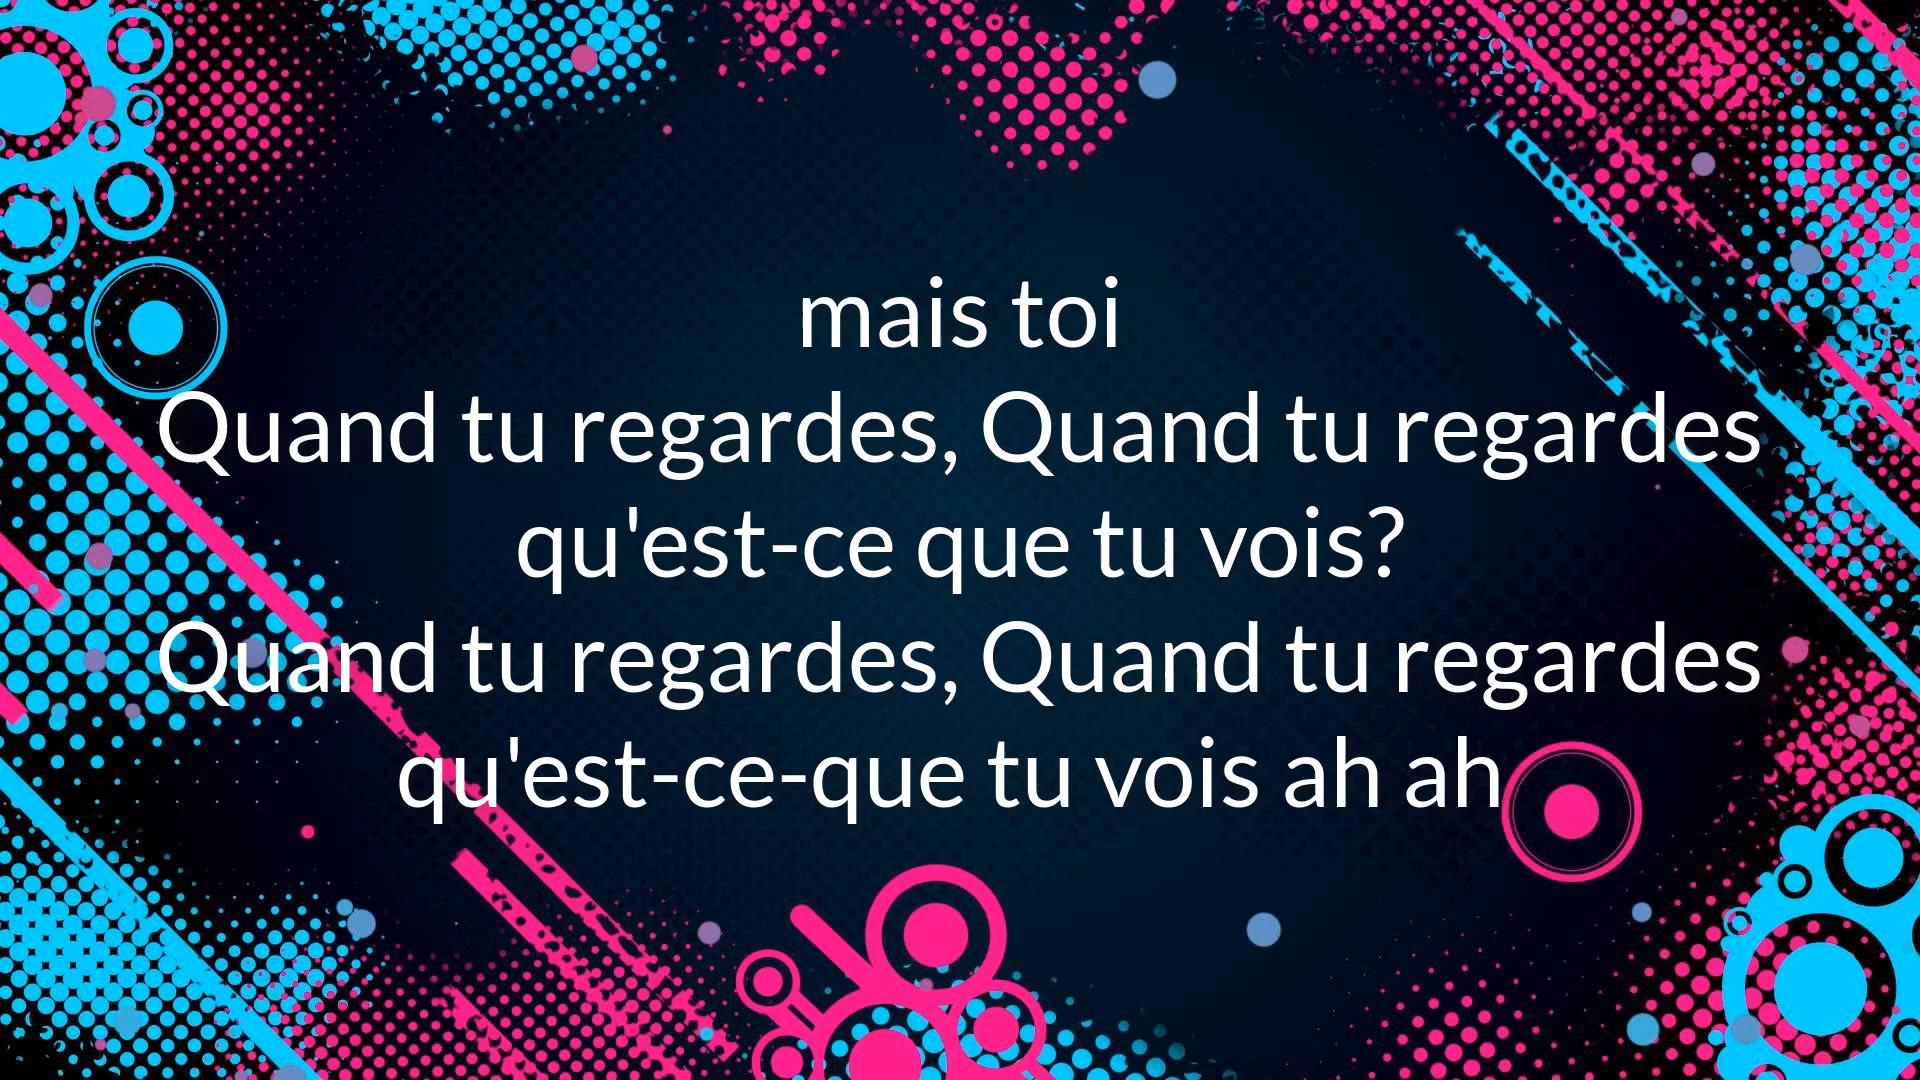 mais toi
Quand tu regardes, Quand tu regardes
qu'est-ce que tu vois?
Quand tu regardes, Quand tu regardes
qu'est-ce-que tu vois ah ah